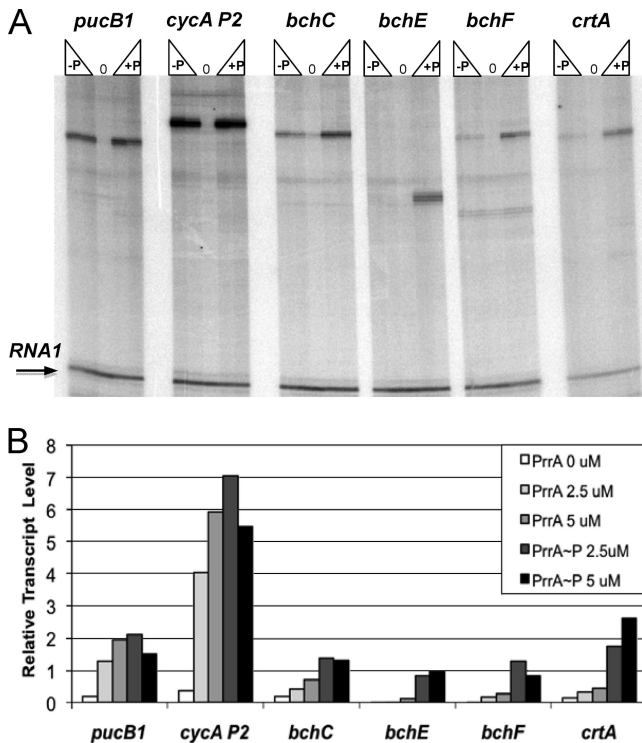 A
pucB1 cycA P2 bchC bchE bchF crtA
-P 0 +P -P 0 +P -P 0 +P -P 0 +P -P 0 +P -P 0 +P
RNA1
B
Relative Transcript Level
8
7
6
5
4
3
2
1
0
PrrA 0 uM
PrrA 2.5 uM
PrrA 5 uM
PrrA~P 2.5uM
PrrA~P 5 uM
pucB1 cycA P2 bchC bchE bchF crtA